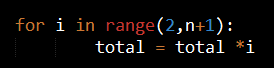 for i in range(2,n+1):
        total = total *i